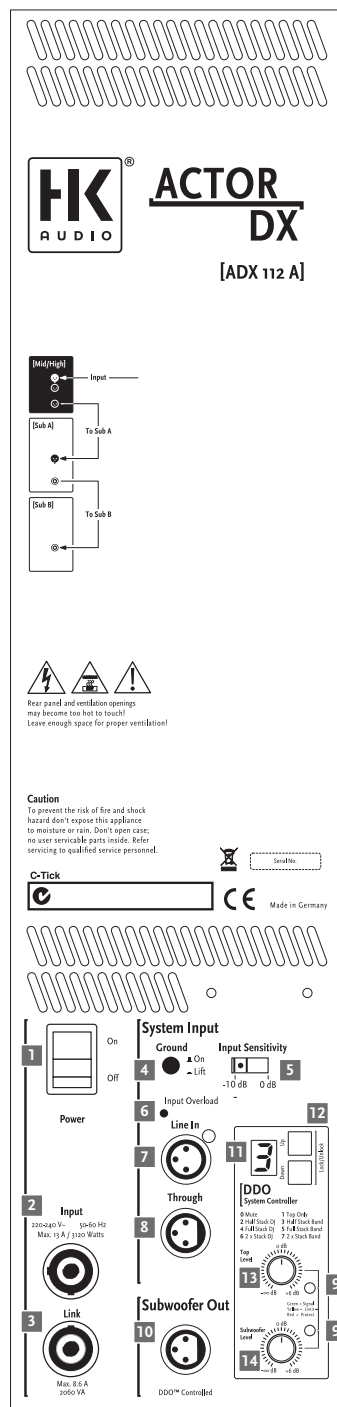 HK
®
AUDIO
ACTOR
DX
[ADX 112 A]
[Mid/High]
Input
To Sub A
[Sub A]
To Sub B
[Sub B]
Rear panel and ventilation openings
may become too hot to touch!
Leave enough space for proper ventilation!
Caution
To prevent the risk of fire and shock
hazard don't expose this appliance
to moisture or rain. Don't open case;
no user servicable parts inside. Refer
servicing to qualified service personnel.
Serial No.
C-Tick
CE
Made in Germany
1
On
Off
Power
2
Input
220-240 V~ 50-60 Hz
Max. 13 A / 3120 Watts
3
Link
Max. 8.6 A
2060 VA
System Input
Ground
4
On
Lift
Input Sensitivity
5
-10 dB 0 dB
6
Input Overload
Line In
7
Through
8
Subwoofer Out
10
DDO™ Controlled
12
11
3
Up
Down
Lock/Unlock
DDO
System Controller
0 Mute 1 Top Only
2 Half Stack DJ 3 Half Stack Band
4 Full Stack DJ 5 Full Stack Band
6 2 x Stack DJ 7 2 x Stack Band
Top
Level
0 dB
13
-∞ dB +6 dB
9
Green = Signal
Yellow = Limit
Red = Protect
Subwoofer
Level
0 dB
14
-∞ dB +6 dB
9